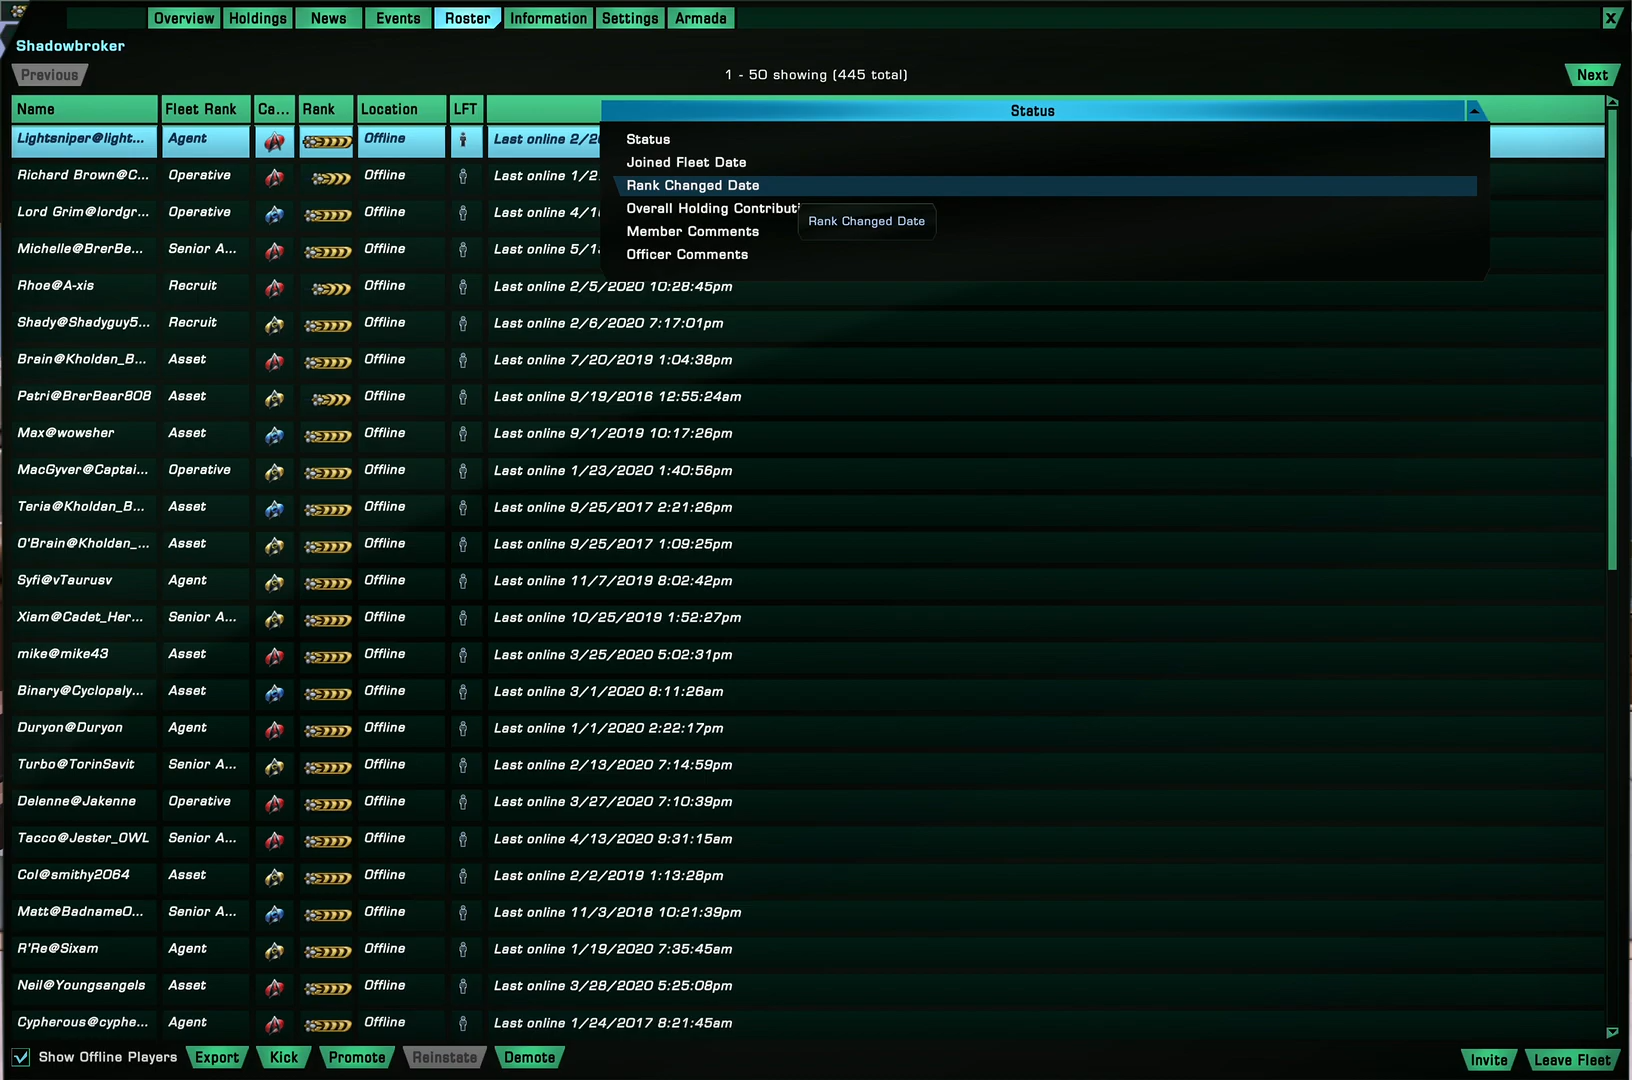 Overview Holdings News Events Roster Information Settings Armada X
Shadowbroker
Previous 1 - 50 showing (445 total) Next
Name Fleet Rank Ca... Rank Location LFT Status
Lightsniper@light... Agent Offline Last online 2/2
Status
Joined Fleet Date
Richard Brown@C... Operative Offline Last online 1/2
Rank Changed Date
Lord Grim@lordgr... Operative Offline Last online 4/1
Overall Holding Contributi
Rank Changed Date
Member Comments
Michelle@BrerBe... Senior A... Offline Last online 5/1
Officer Comments
Rhoe@A-xis Recruit Offline Last online 2/5/2020 10:28:45pm
Shady@Shadyguy5... Recruit Offline Last online 2/6/2020 7:17:01pm
Brain@Kholdan_B... Asset Offline Last online 7/20/2019 1:04:38pm
Patri@BrerBear808 Asset Offline Last online 9/19/2016 12:55:24am
Max@wowsher Asset Offline Last online 9/1/2019 10:17:26pm
MacGyver@Captai... Operative Offline Last online 1/23/2020 1:40:56pm
Teria@Kholdan_B... Asset Offline Last online 9/25/2017 2:21:26pm
O'Brain@Kholdan_... Asset Offline Last online 9/25/2017 1:09:25pm
Syfi@vTaurusv Agent Offline Last online 11/7/2019 8:02:42pm
Xiam@Cadet_Her... Senior A... Offline Last online 10/25/2019 1:52:27pm
mike@mike43 Asset Offline Last online 3/25/2020 5:02:31pm
Binary@Cyclopaly... Asset Offline Last online 3/1/2020 8:11:26am
Duryon@Duryon Agent Offline Last online 1/1/2020 2:22:17pm
Turbo@TorinSavit Senior A... Offline Last online 2/13/2020 7:14:59pm
Delenne@Jakenne Operative Offline Last online 3/27/2020 7:10:39pm
Tacco@Jester_OWL Senior A... Offline Last online 4/13/2020 9:31:15am
Col@smithy2064 Asset Offline Last online 2/2/2019 1:13:28pm
Matt@BadnameO... Senior A... Offline Last online 11/3/2018 10:21:39pm
R'Re@Sixam Agent Offline Last online 1/19/2020 7:35:45am
Neil@Youngsangels Asset Offline Last online 3/28/2020 5:25:08pm
Cypherous@cyphe... Agent Offline Last online 1/24/2017 8:21:45am
Show Offline Players Export Kick Promote Reinstate Demote Invite Leave Fleet